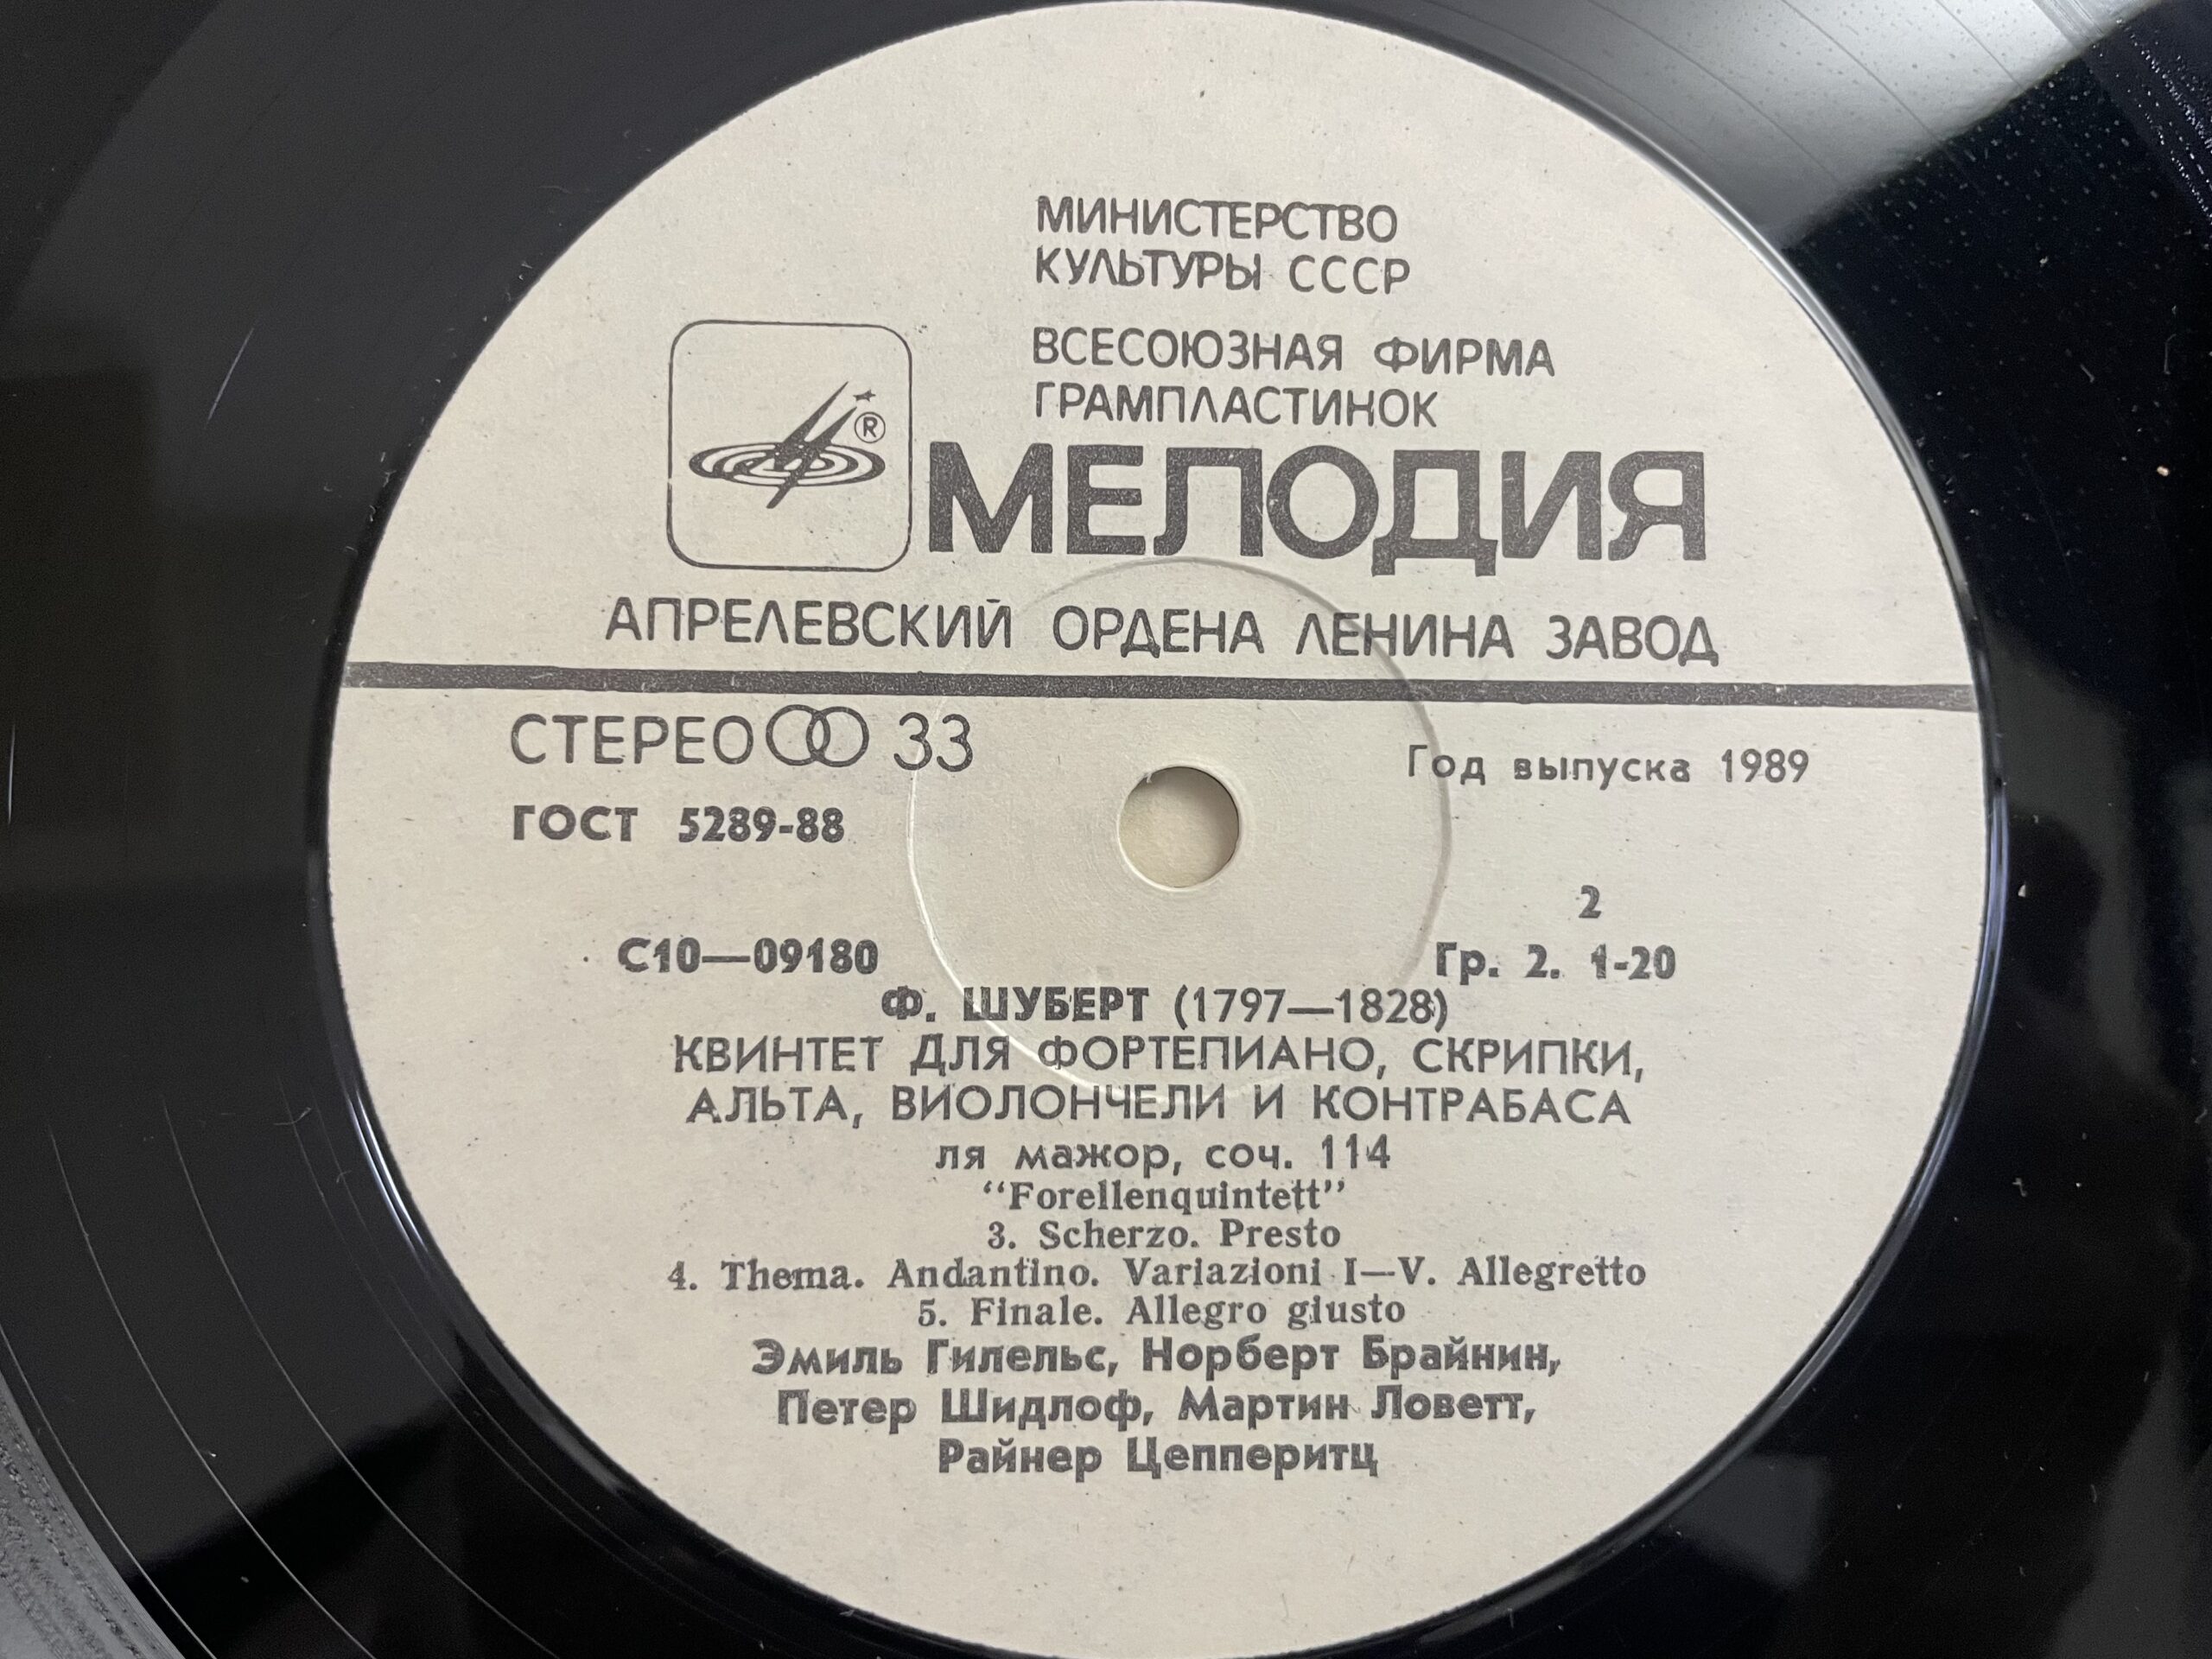 МИНИСТЕРСТВО
КУЛЬТУРЫ СССР
ВСЕСОЮЗНАЯ ФИРМА
ГРАМПЛАСТИНОК
®
МЕЛОДИЯ
АПРЕЛЕВСКИЙ ОРДЕНА ЛЕНИНА ЗАВОД
СТЕРЕО 33
Год выпуска 1989
ГОСТ 5289-88
2
С10—09180
Гр. 2. 1-20
Ф. ШУБЕРТ (1797—1828)
КВИНТЕТ ДЛЯ ФОРТЕПИАНО, СКРИПКИ,
АЛЬТА, ВИОЛОНЧЕЛИ И КОНТРАБАСА
ля мажор, соч. 114
“Forellenquintett”
3. Scherzo. Presto
4. Thema. Andantino. Variazioni I—V. Allegretto
5. Finale. Allegro giusto
Эмиль Гилельс, Норберт Брайнин,
Петер Шидлоф, Мартин Ловетт,
Райнер Цепперитц